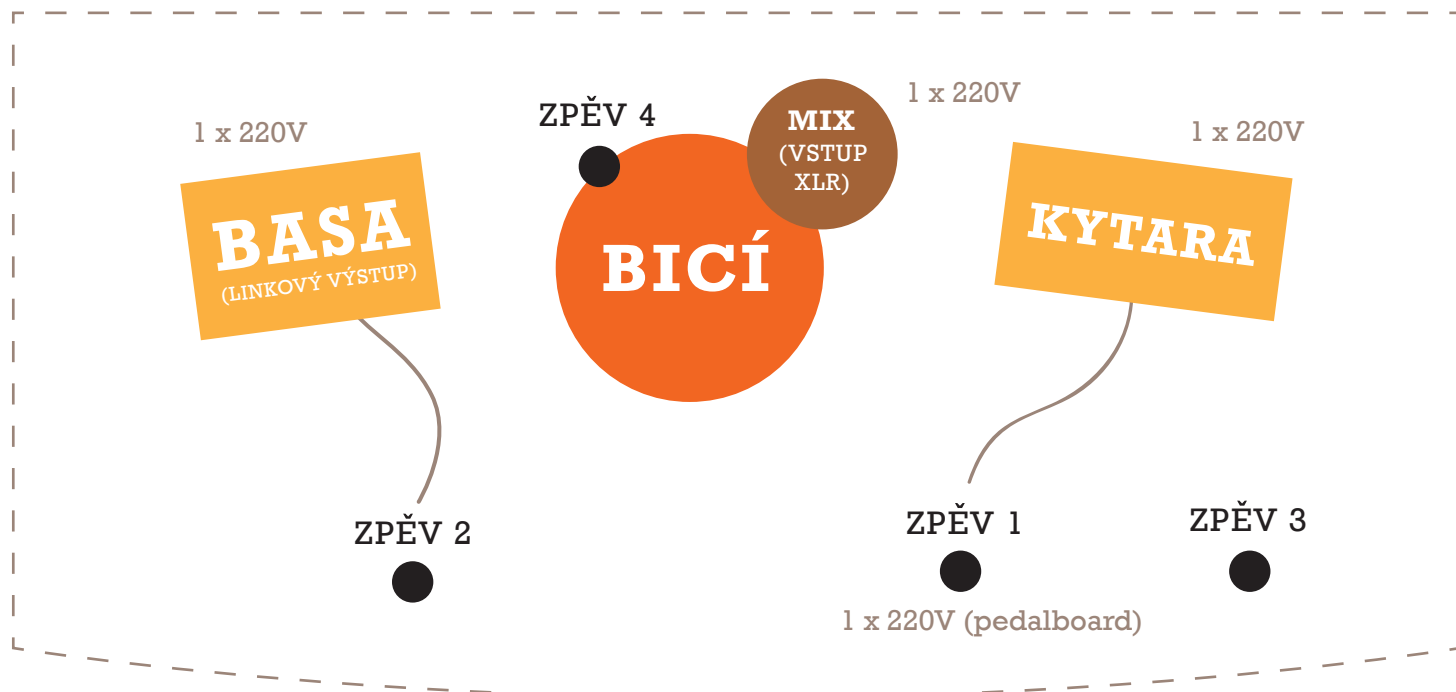 1 x 220V
ZPĚV 4
1 x 220V
1 x 220V
MIX
(VSTUP
XLR)
BASA
(LINKOVÝ VÝSTUP)
BICÍ
KYTARA
ZPĚV 2
ZPĚV 1
ZPĚV 3
1 x 220V (pedalboard)